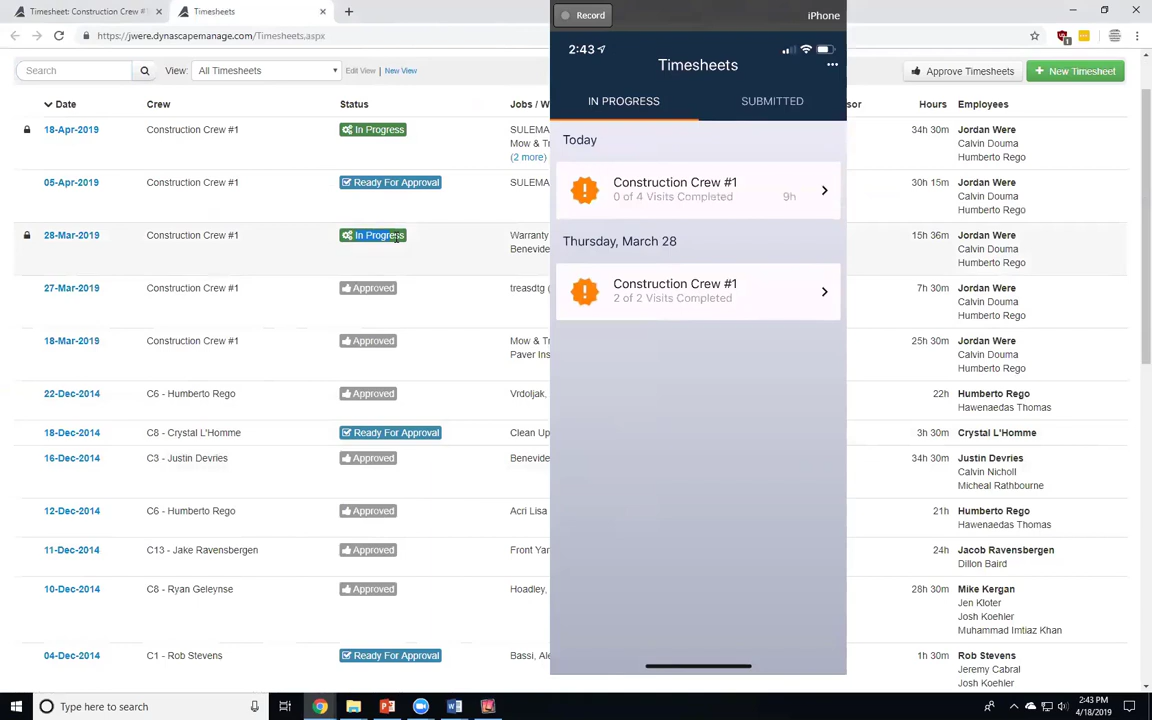 Timesheet: Construction Crew #1
Timesheets
https://jwere.dynascapemanage.com/Timesheets.aspx
Search
View:
All Timesheets
Edit View | New View
Approve Timesheets
+ New Timesheet
Date Crew Status Jobs / W Hours Employees
18-Apr-2019 Construction Crew #1 In Progress SULEMA 34h 30m Jordan Were
Mow & Tr Calvin Douma
(2 more) Humberto Rego
05-Apr-2019 Construction Crew #1 Ready For Approval SULEMA 30h 15m Jordan Were
Calvin Douma
Humberto Rego
28-Mar-2019 Construction Crew #1 In Progress Warranty 15h 36m Jordan Were
Benevide Calvin Douma
Humberto Rego
27-Mar-2019 Construction Crew #1 Approved treasdtg ( 7h 30m Jordan Were
Calvin Douma
Humberto Rego
18-Mar-2019 Construction Crew #1 Approved Mow & Tr 25h 30m Jordan Were
Paver Ins Calvin Douma
Humberto Rego
22-Dec-2014 C6 - Humberto Rego Approved Vrdoljak, 22h Humberto Rego
Hawenaedas Thomas
18-Dec-2014 C8 - Crystal L'Homme Ready For Approval Clean Up 3h 30m Crystal L'Homme
16-Dec-2014 C3 - Justin Devries Approved Benevide 34h 30m Justin Devries
Calvin Nicholl
Micheal Rathbourne
12-Dec-2014 C6 - Humberto Rego Approved Acri Lisa 21h Humberto Rego
Hawenaedas Thomas
11-Dec-2014 C13 - Jake Ravensbergen Approved Front Yar 24h Jacob Ravensbergen
Dillon Baird
10-Dec-2014 C8 - Ryan Geleynse Approved Hoadley, 28h 30m Mike Kergan
Jen Kloter
Josh Koehler
Muhammad Imtiaz Khan
04-Dec-2014 C1 - Rob Stevens Ready For Approval Bassi, Ale 1h 30m Rob Stevens
Jeremy Cabral
Josh Koehler
Record
iPhone
2:43
Timesheets
IN PROGRESS SUBMITTED
Today
Construction Crew #1
0 of 4 Visits Completed 9h
Thursday, March 28
Construction Crew #1
2 of 2 Visits Completed
Type here to search
2:43 PM
4/18/2019